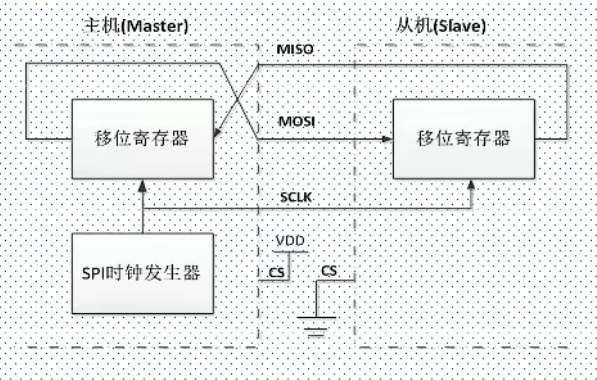 主机(Master)
从机(Slave)
MISO
移位寄存器
MOSI
移位寄存器
SCLK
SPI时钟发生器
VDD
CS
CS